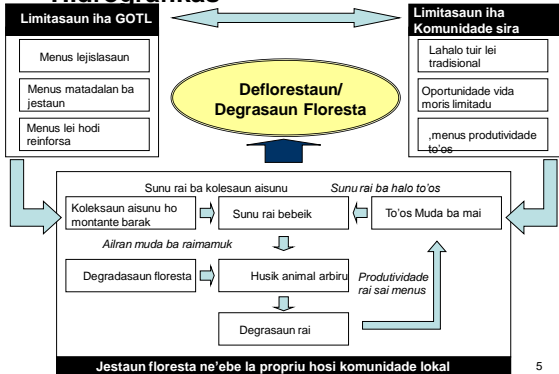 Limitasaun iha GOTL
Menus lejislasaun
Menus matadalan ba
jestaun
Menus lei hodi
reinforsa
Limitasaun iha
Komunidade sira
Lahalo tuir lei
tradisional
Oportunidade vida
moris limitadu
,menus produtividade
to'os
Deflorestaun/
Degrasaun Floresta
Sunu rai ba kolesaun aisunu
Sunu rai ba halo to'os
Koleksaun aisunu ho
montante barak
Sunu rai bebeik
To'os Muda ba mai
Ailran muda ba raimamuk
Degradasaun floresta
Husik animal arbiru
Produtividade
rai sai menus
Degrasaun rai
Jestaun floresta ne'ebe la propriu hosi komunidade lokal
5